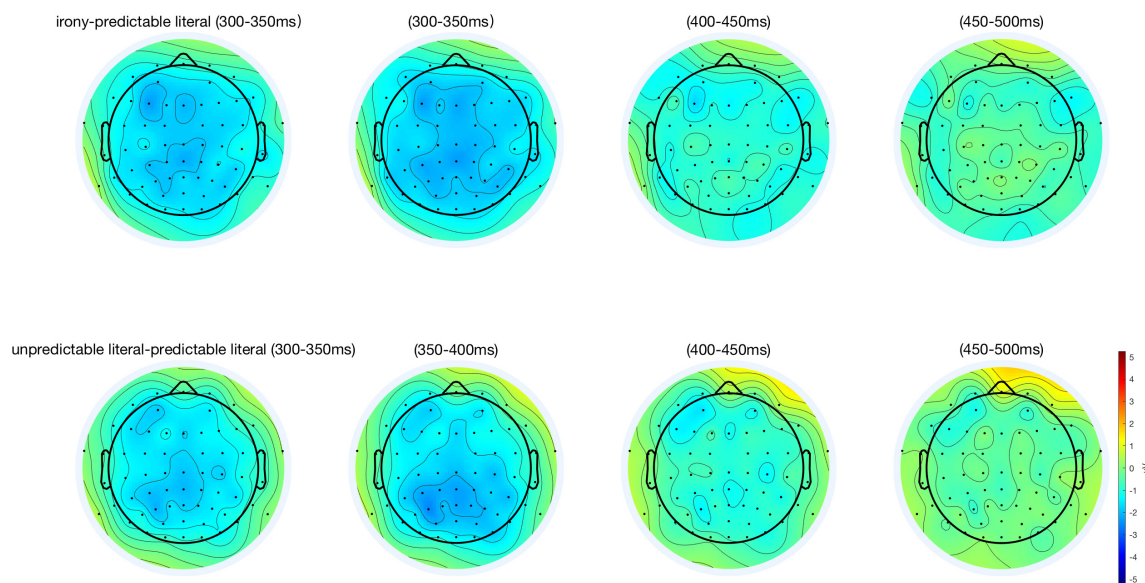 irony-predictable literal (300-350ms)
(300-350ms)
(400-450ms)
(450-500ms)
unpredictable literal-predictable literal (300-350ms)
(350-400ms)
(400-450ms)
(450-500ms)
5
4
3
2
1
0
-1
-2
-3
-4
-5